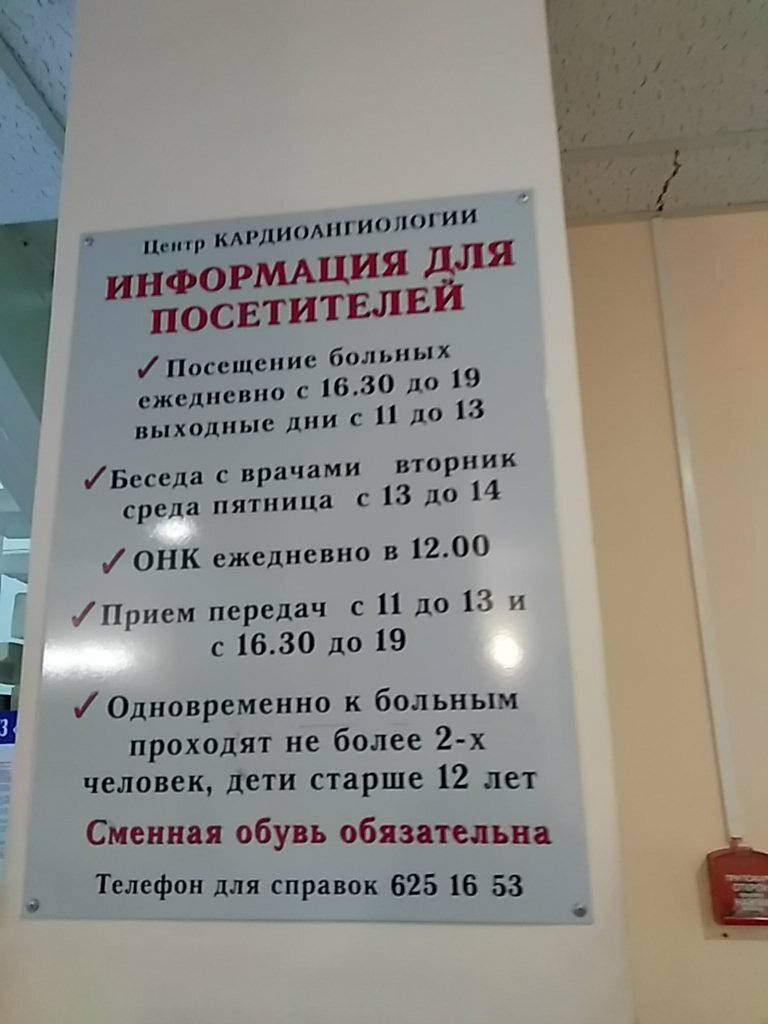 Центр КАРДИОАНГИОЛОГИИ
ИНФОРМАЦИЯ ДЛЯ
ПОСЕТИТЕЛЕЙ
✓Посещение больных
ежедневно с 16.30 до 19
выходные дни с 11 до 13
✓Беседа с врачами вторник
среда пятница с 13 до 14
✓ОНК ежедневно в 12.00
✓Прием передач с 11 до 13 и
с 16.30 до 19
✓Одновременно к больным
проходят не более 2-х
человек, дети старше 12 лет
Сменная обувь обязательна
Телефон для справок 625 16 53